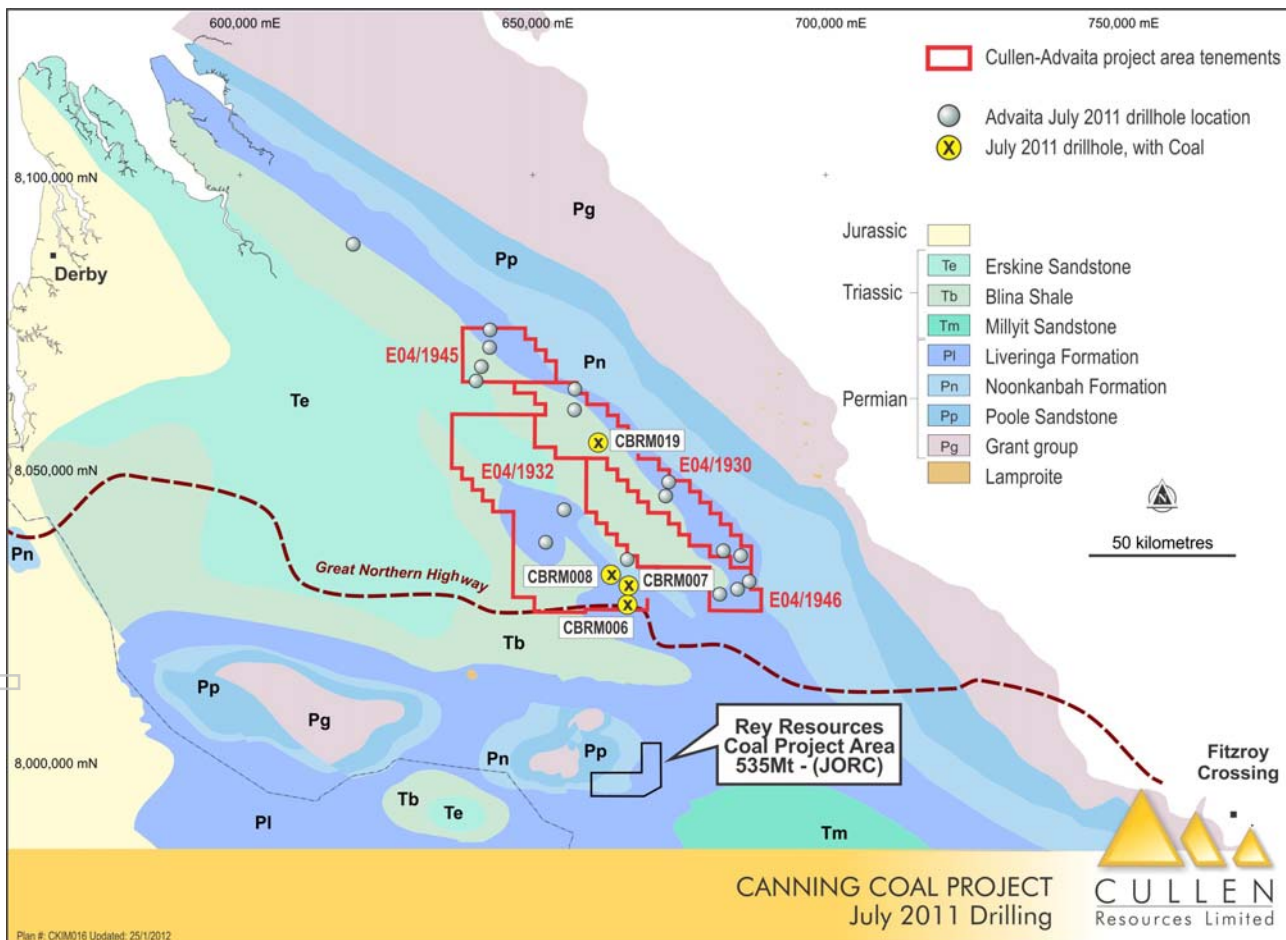 600,000 mE
650,000 mE
700,000 mE
750,000 mE
Cullen-Advaita project area tenements
Advaita July 2011 drillhole location
X
July 2011 drillhole, with Coal
8,100,000 mN
Pg
Pp
Derby
Jurassic
Te
Erskine Sandstone
Triassic
Tb
Blina Shale
Tm
Millyit Sandstone
Pl
Liveringa Formation
Pn
Noonkanbah Formation
Permian
Pp
Poole Sandstone
Pg
Grant group
Lamproite
E04/1945
Pn
Te
X
CBRM019
8,050,000 mN
E04/1932
E04/1930
N
50 kilometres
Pn
Great Northern Highway
CBRM008
X
X
CBRM007
X
E04/1946
CBRM006
Tb
Pp
Pg
Rey Resources
Coal Project Area
535Mt - (JORC)
Pn
Pp
8,000,000 mN
Fitzroy
Crossing
Tb
Te
Pl
Tm
CANNING COAL PROJECT
July 2011 Drilling
CULLEN
Resources Limited
Plan #: CKIM016 Updated: 25/1/2012